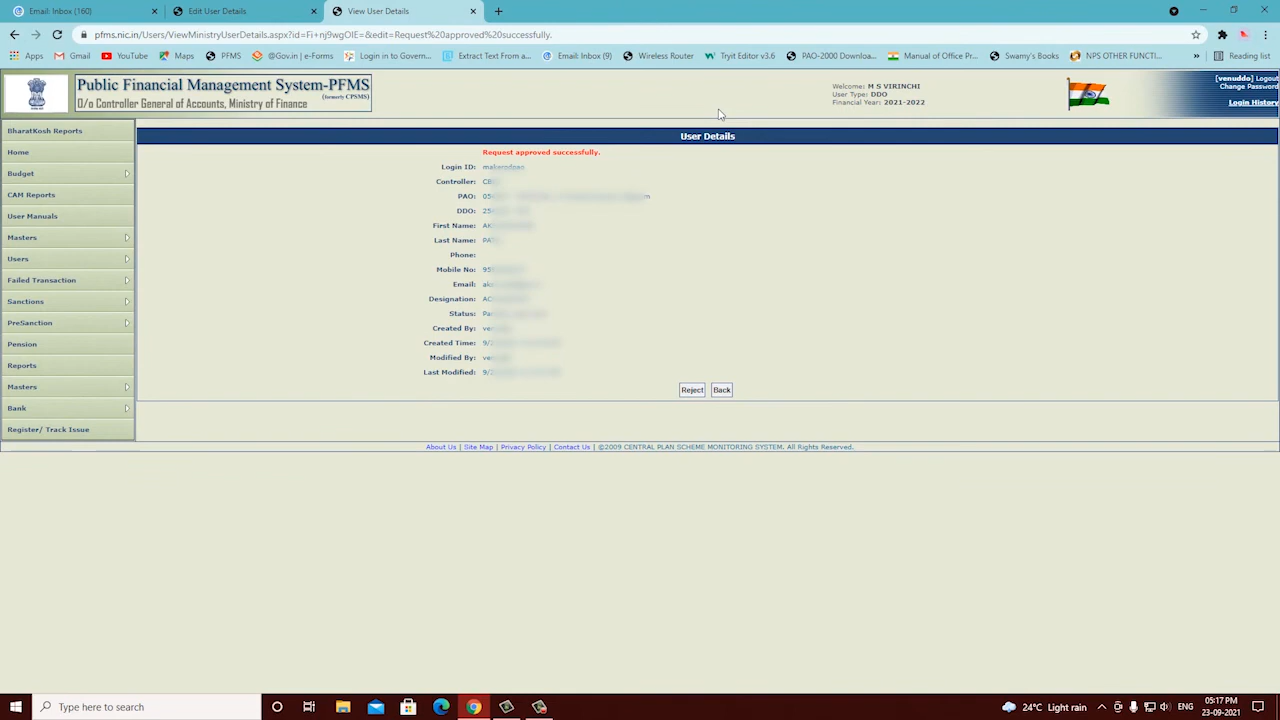 Email: Inbox (160)
Edit User Details
View User Details
pfms.nic.in/Users/ViewMinistryUserDetails.aspx?id=Fi+nj9wgOIE=&edit=Request%20approved%20successfully.
Apps
Gmail
YouTube
Maps
PFMS
@Gov.in | e-Forms
Login in to Govern...
Extract Text From a...
Email: Inbox (9)
Wireless Router
Tryit Editor v3.6
PAO-2000 Downloa...
Manual of Office Pr...
Swamy's Books
NPS OTHER FUNCTI...
»
Reading list
Public Financial Management System-PFMS
(formerly CPSMS)
O/o Controller General of Accounts, Ministry of Finance
Welcome: M S VIRINCHI
User Type: DDO
Financial Year: 2021-2022
[venuddo] Logout
Change Password
Login History
BharatKosh Reports
Home
Budget
CAM Reports
User Manuals
Masters
Users
Failed Transaction
Sanctions
PreSanction
Pension
Reports
Masters
Bank
Register/ Track Issue
User Details
Request approved successfully.
Login ID:
Controller:
PAO:
DDO:
First Name:
Last Name:
Phone:
Mobile No:
Email:
Designation:
Status:
Created By:
Created Time:
Modified By:
Last Modified:
Reject
Back
About Us | Site Map | Privacy Policy | Contact Us | ©2009 CENTRAL PLAN SCHEME MONITORING SYSTEM. All Rights Reserved.
Type here to search
24°C Light rain
ENG
05:17 PM
23-09-2021